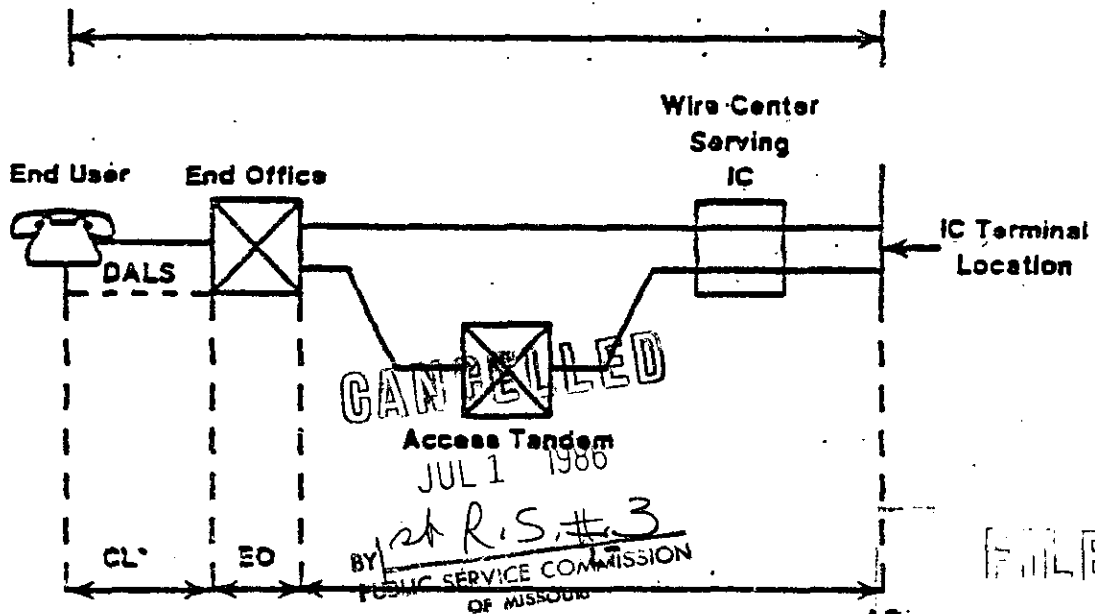 Wire Center
Serving
IC
End User
End Office
IC Terminal
Location
DALS
CANCELLED
Access Tandem
JUL 1 1986
BY 1st R.S. #3
PUBLIC SERVICE COMMISSION
OF MISSOURI
CL*
EO